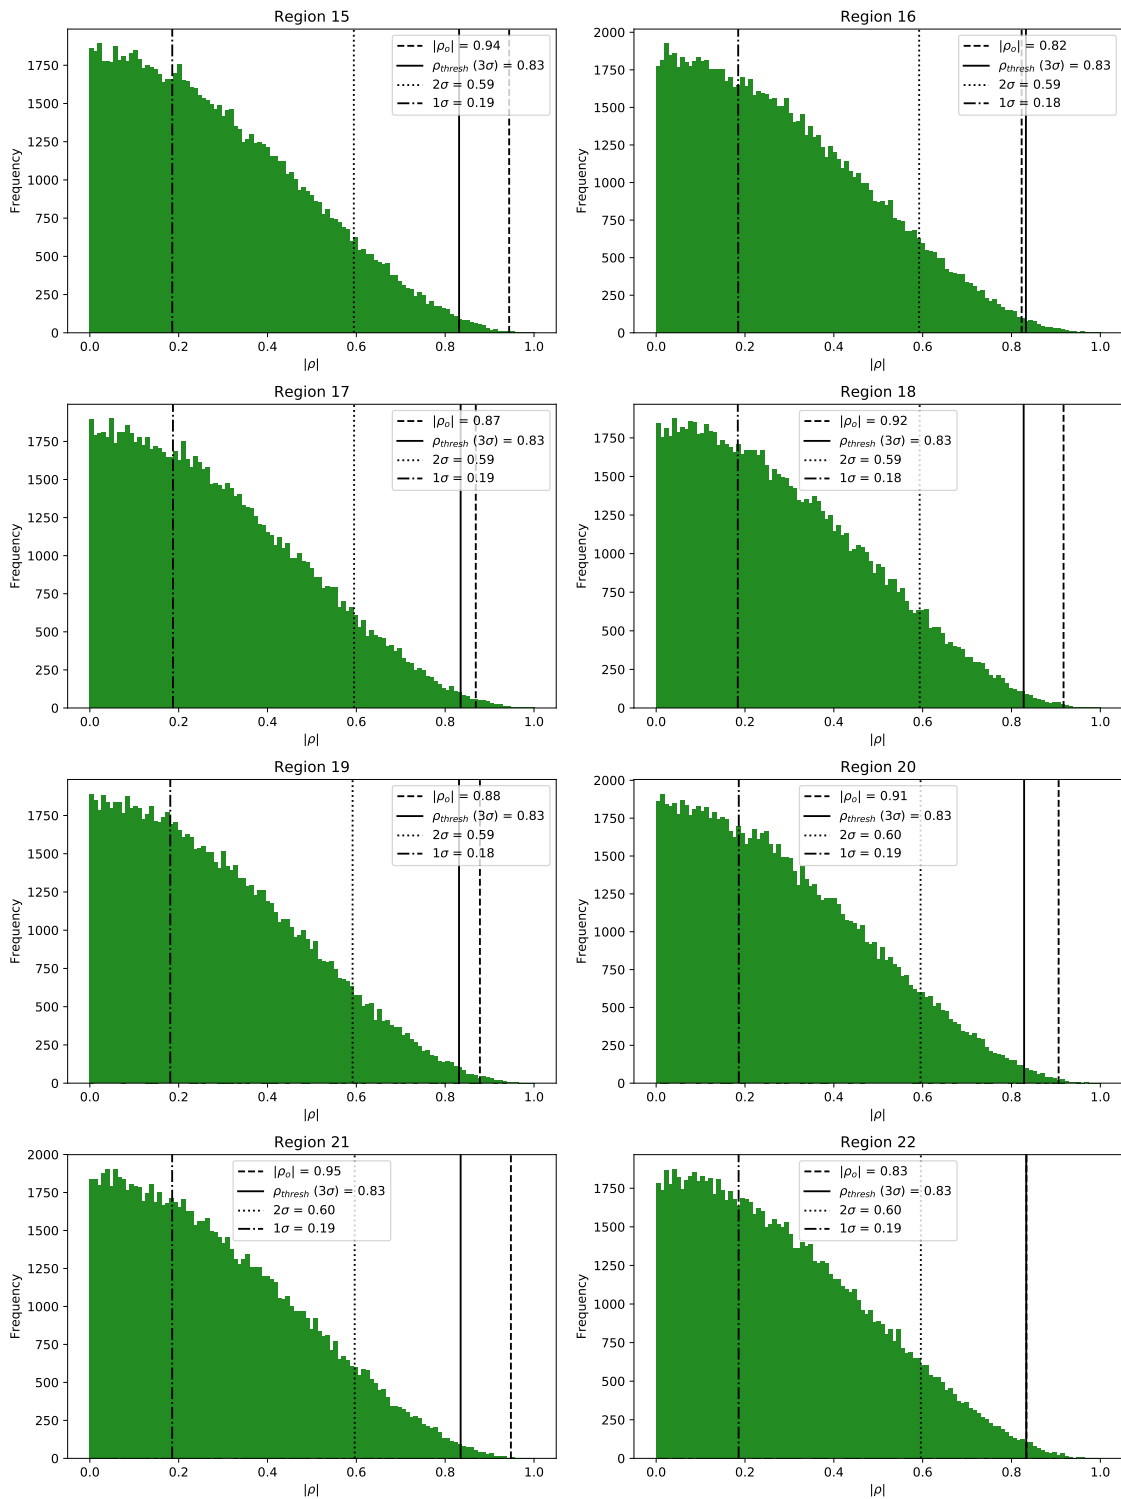 Region 15
|ρₒ| = 0.94
ρ_thresh (3σ) = 0.83
2σ = 0.59
1σ = 0.19
Frequency
1750
1500
1250
1000
750
500
250
0
0.0 0.2 0.4 0.6 0.8 1.0
|ρ|
Region 16
|ρₒ| = 0.82
ρ_thresh (3σ) = 0.83
2σ = 0.59
1σ = 0.18
Frequency
2000
1750
1500
1250
1000
750
500
250
0
0.0 0.2 0.4 0.6 0.8 1.0
|ρ|
Region 17
|ρₒ| = 0.87
ρ_thresh (3σ) = 0.83
2σ = 0.59
1σ = 0.19
Frequency
1750
1500
1250
1000
750
500
250
0
0.0 0.2 0.4 0.6 0.8 1.0
|ρ|
Region 18
|ρₒ| = 0.92
ρ_thresh (3σ) = 0.83
2σ = 0.59
1σ = 0.18
Frequency
1750
1500
1250
1000
750
500
250
0
0.0 0.2 0.4 0.6 0.8 1.0
|ρ|
Region 19
|ρₒ| = 0.88
ρ_thresh (3σ) = 0.83
2σ = 0.59
1σ = 0.18
Frequency
1750
1500
1250
1000
750
500
250
0
0.0 0.2 0.4 0.6 0.8 1.0
|ρ|
Region 20
|ρₒ| = 0.91
ρ_thresh (3σ) = 0.83
2σ = 0.60
1σ = 0.19
Frequency
2000
1750
1500
1250
1000
750
500
250
0
0.0 0.2 0.4 0.6 0.8 1.0
|ρ|
Region 21
|ρₒ| = 0.95
ρ_thresh (3σ) = 0.83
2σ = 0.60
1σ = 0.19
Frequency
2000
1750
1500
1250
1000
750
500
250
0
0.0 0.2 0.4 0.6 0.8 1.0
|ρ|
Region 22
|ρₒ| = 0.83
ρ_thresh (3σ) = 0.83
2σ = 0.60
1σ = 0.19
Frequency
1750
1500
1250
1000
750
500
250
0
0.0 0.2 0.4 0.6 0.8 1.0
|ρ|